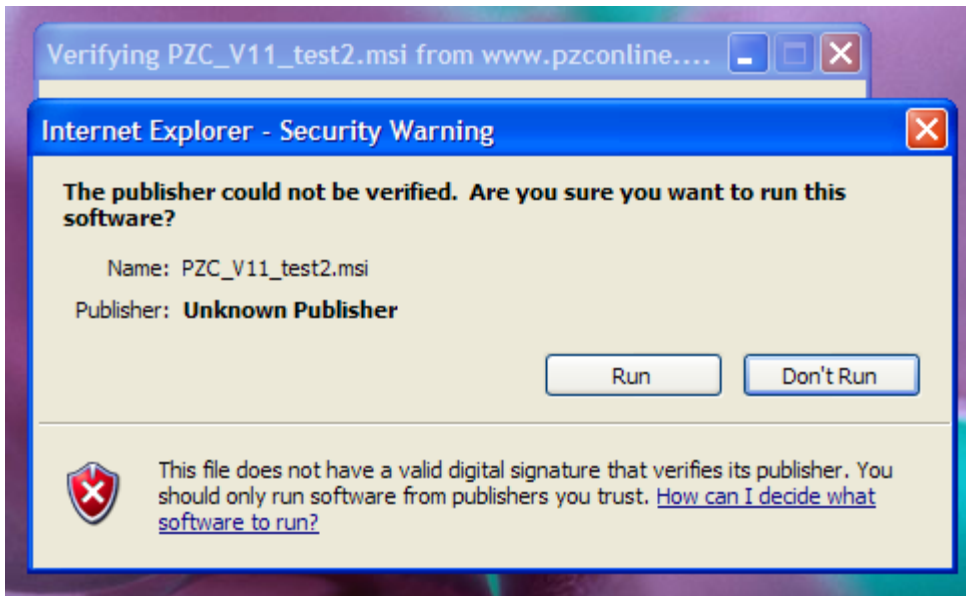 Verifying PZC_V11_test2.msi from www.pzconline....
Internet Explorer - Security Warning
The publisher could not be verified.  Are you sure you want to run this
software?
Name: PZC_V11_test2.msi
Publisher: Unknown Publisher
Run Don't Run
This file does not have a valid digital signature that verifies its publisher. You
should only run software from publishers you trust. How can I decide what
software to run?